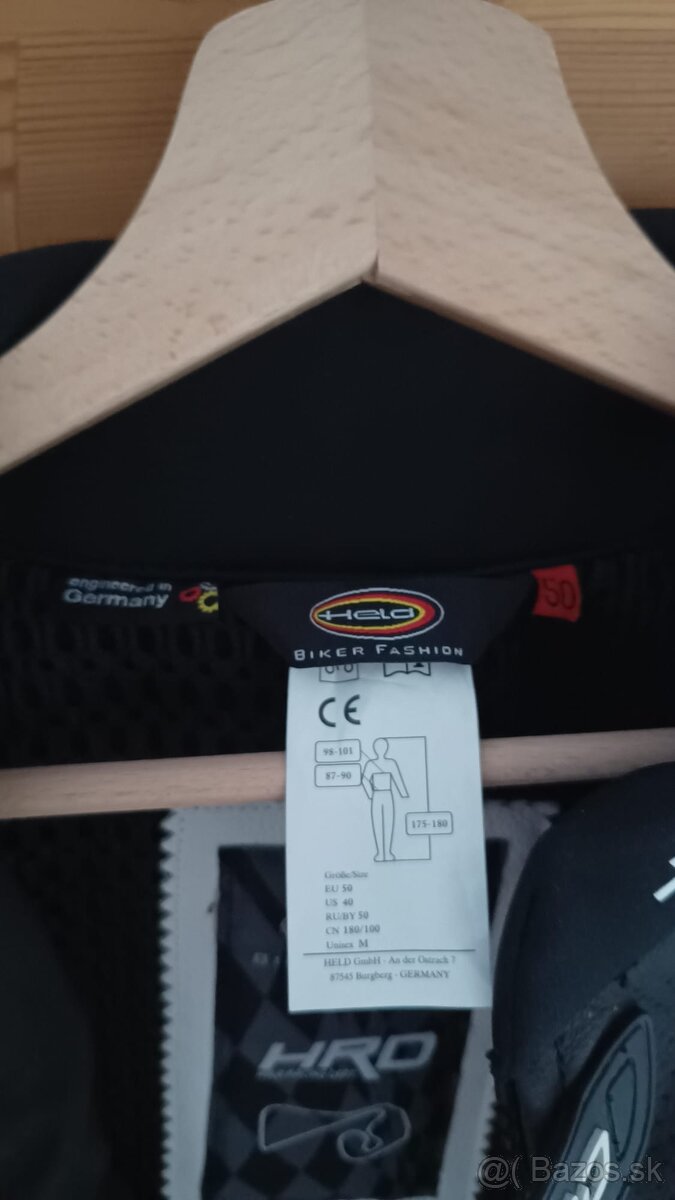 engineered in
Germany
Held
BIKER FASHION
50
CE
98-101
87-90
175-180
Größe/Size
EU 50
US 40
RU/BY 50
CN 180/100
Unisex M
HELD GmbH · An der Ostrach 7
87545 Burgberg · GERMANY
HRD
@( Bazos.sk